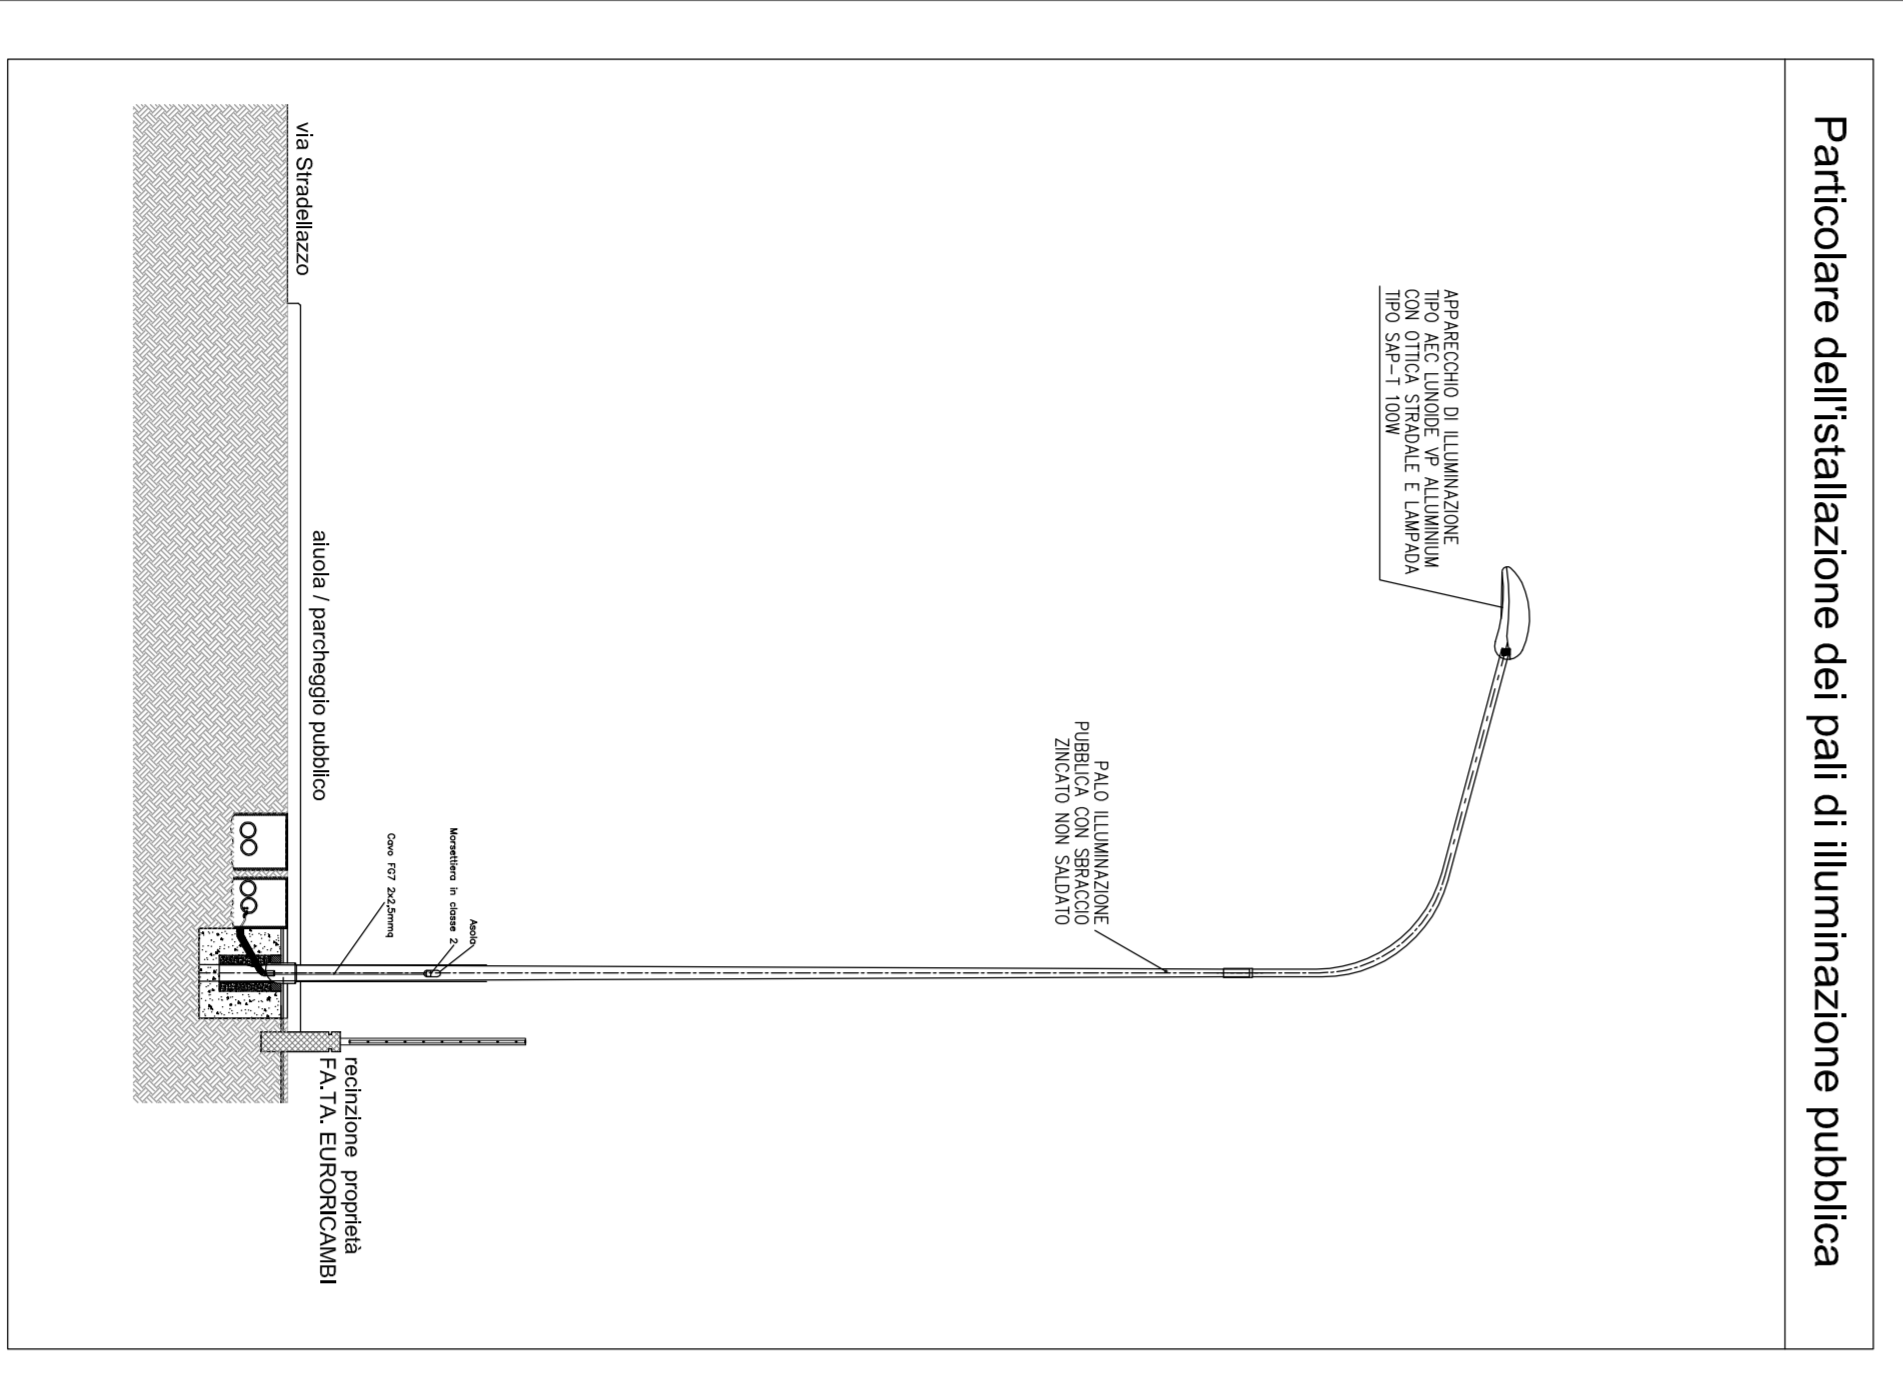 Particolare dell'istallazione dei pali di illuminazione pubblica
APPARECCHIO DI ILLUMINAZIONE
TIPO AEC LUNOIDE VP ALLUMINIUM
CON OTTICA STRADALE E LAMPADA
TIPO SAP-T 100W
PALO ILLUMINAZIONE
PUBBLICA CON SBRACCIO
ZINCATO NON SALDATO
Asola
Morsettiera in classe 2
Cavo FG7 2x2,5mmq
recinzione proprietà
FA.TA. EURORICAMBI
aiuola / parcheggio pubblico
via Stradellazzo